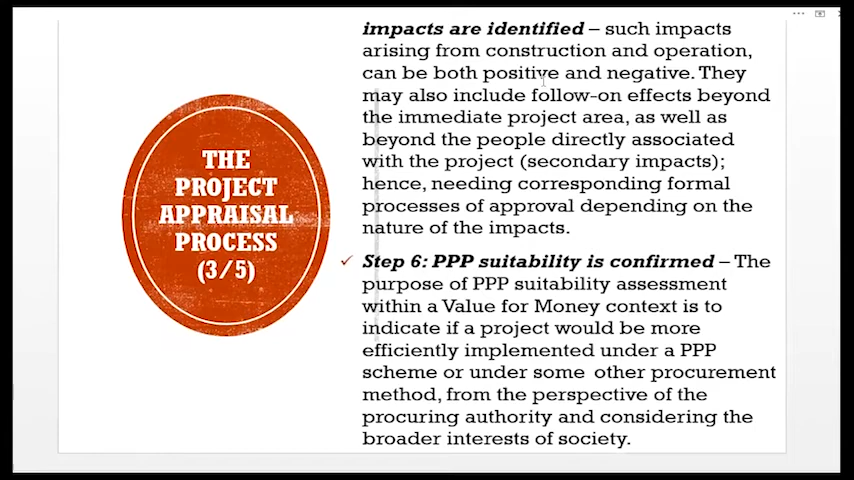 impacts are identified – such impacts
arising from construction and operation,
can be both positive and negative. They
may also include follow-on effects beyond
the immediate project area, as well as
beyond the people directly associated
with the project (secondary impacts);
hence, needing corresponding formal
processes of approval depending on the
nature of the impacts.
THE
PROJECT
APPRAISAL
PROCESS
(3/5)
Step 6: PPP suitability is confirmed – The
purpose of PPP suitability assessment
within a Value for Money context is to
indicate if a project would be more
efficiently implemented under a PPP
scheme or under some other procurement
method, from the perspective of the
procuring authority and considering the
broader interests of society.